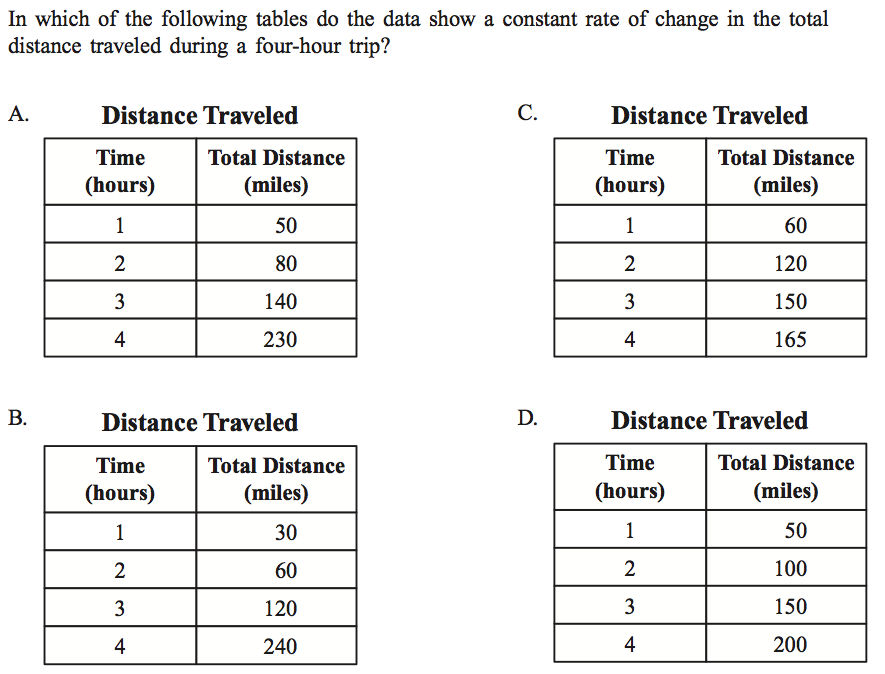 In which of the following tables do the data show a constant rate of change in the total
distance traveled during a four-hour trip?
A.
Distance Traveled
Time (hours) Total Distance (miles)
1 50
2 80
3 140
4 230
B.
Distance Traveled
Time (hours) Total Distance (miles)
1 30
2 60
3 120
4 240
C.
Distance Traveled
Time (hours) Total Distance (miles)
1 60
2 120
3 150
4 165
D.
Distance Traveled
Time (hours) Total Distance (miles)
1 50
2 100
3 150
4 200